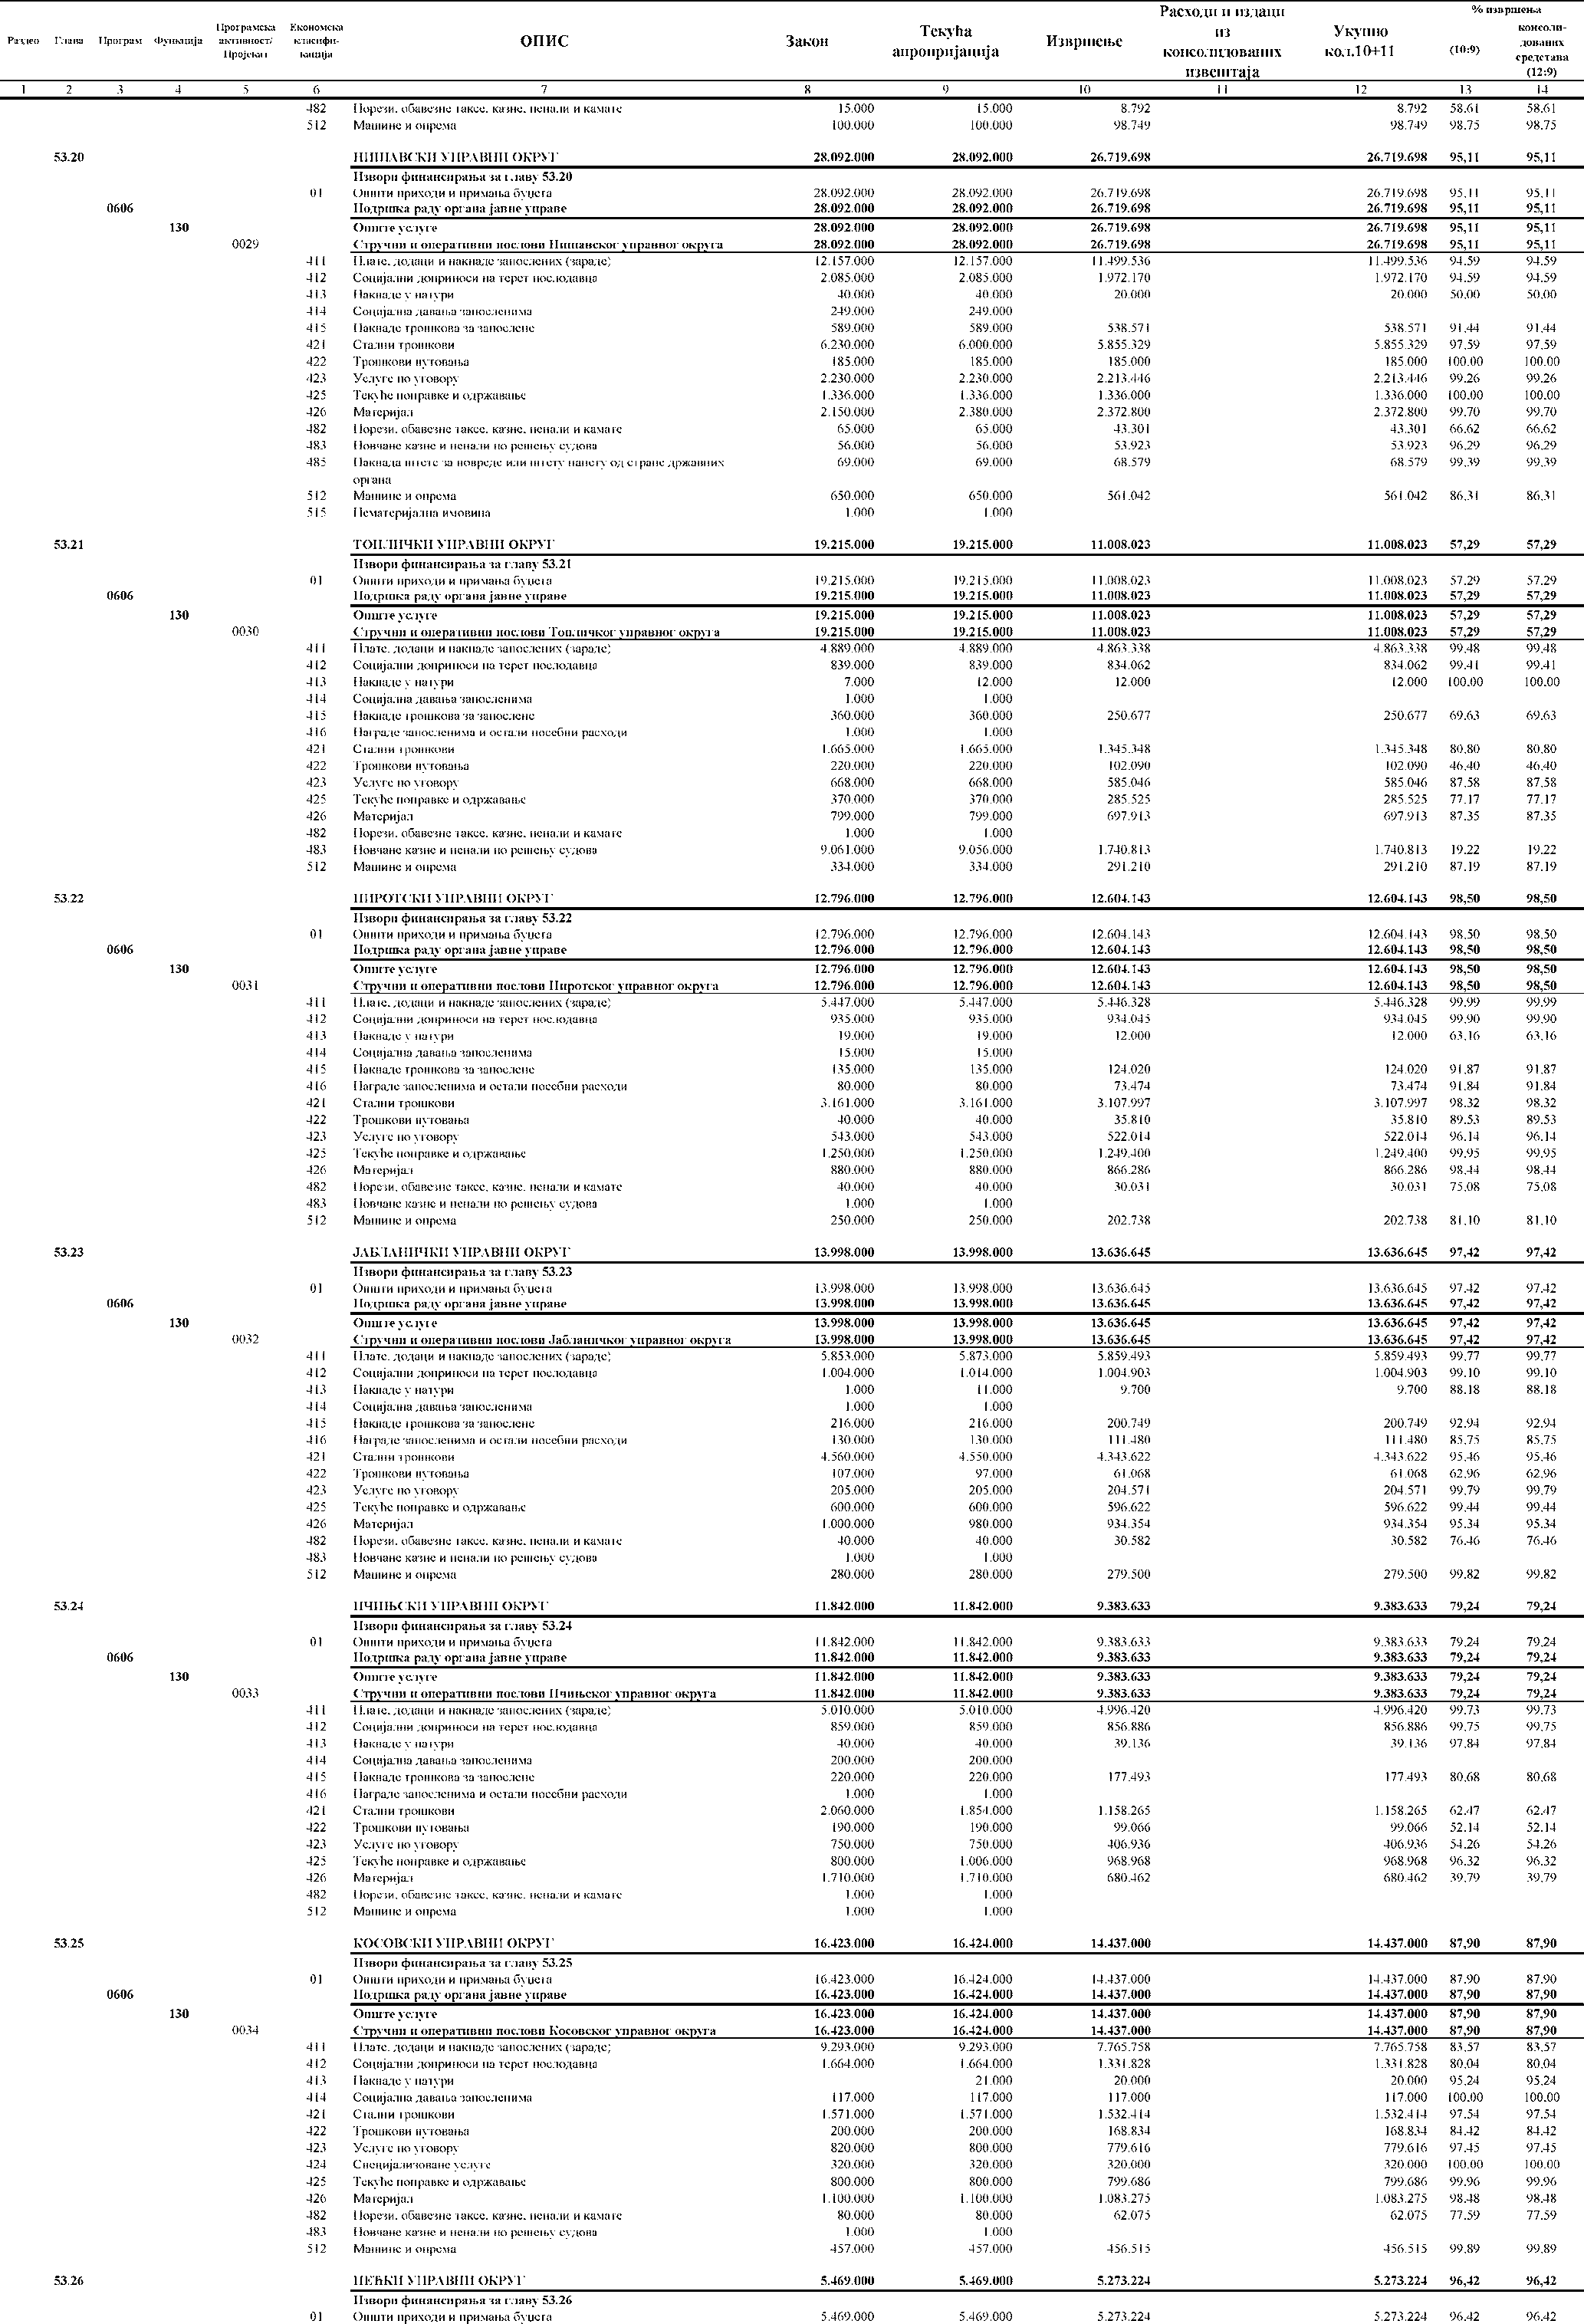 Раздео Глава Програм Функција Програмска активност/ Пројекат Економска класифи-кација ОПИС Закон Текућа апропријација Извршење Расходи и издаци из консолидованих извештаја Укупно кол.10+11 % извршења (10:9) консоли-дованих средстава (12:9)
1 2 3 4 5 6 7 8 9 10 11 12 13 14
482 Порези, обавезне таксе, казне, пенали и камате 15.000 15.000 8.792 8.792 58,61 58,61
512 Машине и опрема 100.000 100.000 98.749 98.749 98,75 98,75
53.20 НИШАВСКИ УПРАВНИ ОКРУГ 28.092.000 28.092.000 26.719.698 26.719.698 95,11 95,11
Извори финансирања за главу 53.20
01 Општи приходи и примања буџета 28.092.000 28.092.000 26.719.698 26.719.698 95,11 95,11
0606 Подршка раду органа јавне управе 28.092.000 28.092.000 26.719.698 26.719.698 95,11 95,11
130 Опште услуге 28.092.000 28.092.000 26.719.698 26.719.698 95,11 95,11
0029 Стручни и оперативни послови Нишавског управног округа 28.092.000 28.092.000 26.719.698 26.719.698 95,11 95,11
411 Плате, додаци и накнаде запослених (зараде) 12.157.000 12.157.000 11.499.536 11.499.536 94,59 94,59
412 Социјални доприноси на терет послодавца 2.085.000 2.085.000 1.972.170 1.972.170 94,59 94,59
413 Накнаде у натури 40.000 40.000 20.000 20.000 50,00 50,00
414 Социјална давања запосленима 249.000 249.000
415 Накнаде трошкова за запослене 589.000 589.000 538.571 538.571 91,44 91,44
421 Стални трошкови 6.230.000 6.000.000 5.855.329 5.855.329 97,59 97,59
422 Трошкови путовања 185.000 185.000 185.000 185.000 100,00 100,00
423 Услуге по уговору 2.230.000 2.230.000 2.213.446 2.213.446 99,26 99,26
425 Текуће поправке и одржавање 1.336.000 1.336.000 1.336.000 1.336.000 100,00 100,00
426 Материјал 2.150.000 2.380.000 2.372.800 2.372.800 99,70 99,70
482 Порези, обавезне таксе, казне, пенали и камате 65.000 65.000 43.301 43.301 66,62 66,62
483 Новчане казне и пенали по решењу судова 56.000 56.000 53.923 53.923 96,29 96,29
485 Накнада штете за повреде или штету нанету од стране државних 69.000 69.000 68.579 68.579 99,39 99,39
органа
512 Машине и опрема 650.000 650.000 561.042 561.042 86,31 86,31
515 Нематеријална имовина 1.000 1.000
53.21 ТОПЛИЧКИ УПРАВНИ ОКРУГ 19.215.000 19.215.000 11.008.023 11.008.023 57,29 57,29
Извори финансирања за главу 53.21
01 Општи приходи и примања буџета 19.215.000 19.215.000 11.008.023 11.008.023 57,29 57,29
0606 Подршка раду органа јавне управе 19.215.000 19.215.000 11.008.023 11.008.023 57,29 57,29
130 Опште услуге 19.215.000 19.215.000 11.008.023 11.008.023 57,29 57,29
0030 Стручни и оперативни послови Топличког управног округа 19.215.000 19.215.000 11.008.023 11.008.023 57,29 57,29
411 Плате, додаци и накнаде запослених (зараде) 4.889.000 4.889.000 4.863.338 4.863.338 99,48 99,48
412 Социјални доприноси на терет послодавца 839.000 839.000 834.062 834.062 99,41 99,41
413 Накнаде у натури 7.000 12.000 12.000 12.000 100,00 100,00
414 Социјална давања запосленима 1.000 1.000
415 Накнаде трошкова за запослене 360.000 360.000 250.677 250.677 69,63 69,63
416 Награде запосленима и остали посебни расходи 1.000 1.000
421 Стални трошкови 1.665.000 1.665.000 1.345.348 1.345.348 80,80 80,80
422 Трошкови путовања 220.000 220.000 102.090 102.090 46,40 46,40
423 Услуге по уговору 668.000 668.000 585.046 585.046 87,58 87,58
425 Текуће поправке и одржавање 370.000 370.000 285.525 285.525 77,17 77,17
426 Материјал 799.000 799.000 697.913 697.913 87,35 87,35
482 Порези, обавезне таксе, казне, пенали и камате 1.000 1.000
483 Новчане казне и пенали по решењу судова 9.061.000 9.056.000 1.740.813 1.740.813 19,22 19,22
512 Машине и опрема 334.000 334.000 291.210 291.210 87,19 87,19
53.22 ПИРОТСКИ УПРАВНИ ОКРУГ 12.796.000 12.796.000 12.604.143 12.604.143 98,50 98,50
Извори финансирања за главу 53.22
01 Општи приходи и примања буџета 12.796.000 12.796.000 12.604.143 12.604.143 98,50 98,50
0606 Подршка раду органа јавне управе 12.796.000 12.796.000 12.604.143 12.604.143 98,50 98,50
130 Опште услуге 12.796.000 12.796.000 12.604.143 12.604.143 98,50 98,50
0031 Стручни и оперативни послови Пиротског управног округа 12.796.000 12.796.000 12.604.143 12.604.143 98,50 98,50
411 Плате, додаци и накнаде запослених (зараде) 5.447.000 5.447.000 5.446.328 5.446.328 99,99 99,99
412 Социјални доприноси на терет послодавца 935.000 935.000 934.045 934.045 99,90 99,90
413 Накнаде у натури 19.000 19.000 12.000 12.000 63,16 63,16
414 Социјална давања запосленима 15.000 15.000
415 Накнаде трошкова за запослене 135.000 135.000 124.020 124.020 91,87 91,87
416 Награде запосленима и остали посебни расходи 80.000 80.000 73.474 73.474 91,84 91,84
421 Стални трошкови 3.161.000 3.161.000 3.107.997 3.107.997 98,32 98,32
422 Трошкови путовања 40.000 40.000 35.810 35.810 89,53 89,53
423 Услуге по уговору 543.000 543.000 522.014 522.014 96,14 96,14
425 Текуће поправке и одржавање 1.250.000 1.250.000 1.249.400 1.249.400 99,95 99,95
426 Материјал 880.000 880.000 866.286 866.286 98,44 98,44
482 Порези, обавезне таксе, казне, пенали и камате 40.000 40.000 30.031 30.031 75,08 75,08
483 Новчане казне и пенали по решењу судова 1.000 1.000
512 Машине и опрема 250.000 250.000 202.738 202.738 81,10 81,10
53.23 ЈАБЛАНИЧКИ УПРАВНИ ОКРУГ 13.998.000 13.998.000 13.636.645 13.636.645 97,42 97,42
Извори финансирања за главу 53.23
01 Општи приходи и примања буџета 13.998.000 13.998.000 13.636.645 13.636.645 97,42 97,42
0606 Подршка раду органа јавне управе 13.998.000 13.998.000 13.636.645 13.636.645 97,42 97,42
130 Опште услуге 13.998.000 13.998.000 13.636.645 13.636.645 97,42 97,42
0032 Стручни и оперативни послови Јабланичког управног округа 13.998.000 13.998.000 13.636.645 13.636.645 97,42 97,42
411 Плате, додаци и накнаде запослених (зараде) 5.853.000 5.873.000 5.859.493 5.859.493 99,77 99,77
412 Социјални доприноси на терет послодавца 1.004.000 1.014.000 1.004.903 1.004.903 99,10 99,10
413 Накнаде у натури 1.000 11.000 9.700 9.700 88,18 88,18
414 Социјална давања запосленима 1.000 1.000
415 Накнаде трошкова за запослене 216.000 216.000 200.749 200.749 92,94 92,94
416 Награде запосленима и остали посебни расходи 130.000 130.000 111.480 111.480 85,75 85,75
421 Стални трошкови 4.560.000 4.550.000 4.343.622 4.343.622 95,46 95,46
422 Трошкови путовања 107.000 97.000 61.068 61.068 62,96 62,96
423 Услуге по уговору 205.000 205.000 204.571 204.571 99,79 99,79
425 Текуће поправке и одржавање 600.000 600.000 596.622 596.622 99,44 99,44
426 Материјал 1.000.000 980.000 934.354 934.354 95,34 95,34
482 Порези, обавезне таксе, казне, пенали и камате 40.000 40.000 30.582 30.582 76,46 76,46
483 Новчане казне и пенали по решењу судова 1.000 1.000
512 Машине и опрема 280.000 280.000 279.500 279.500 99,82 99,82
53.24 ПЧИЊСКИ УПРАВНИ ОКРУГ 11.842.000 11.842.000 9.383.633 9.383.633 79,24 79,24
Извори финансирања за главу 53.24
01 Општи приходи и примања буџета 11.842.000 11.842.000 9.383.633 9.383.633 79,24 79,24
0606 Подршка раду органа јавне управе 11.842.000 11.842.000 9.383.633 9.383.633 79,24 79,24
130 Опште услуге 11.842.000 11.842.000 9.383.633 9.383.633 79,24 79,24
0033 Стручни и оперативни послови Пчињског управног округа 11.842.000 11.842.000 9.383.633 9.383.633 79,24 79,24
411 Плате, додаци и накнаде запослених (зараде) 5.010.000 5.010.000 4.996.420 4.996.420 99,73 99,73
412 Социјални доприноси на терет послодавца 859.000 859.000 856.886 856.886 99,75 99,75
413 Накнаде у натури 40.000 40.000 39.136 39.136 97,84 97,84
414 Социјална давања запосленима 200.000 200.000
415 Накнаде трошкова за запослене 220.000 220.000 177.493 177.493 80,68 80,68
416 Награде запосленима и остали посебни расходи 1.000 1.000
421 Стални трошкови 2.060.000 1.854.000 1.158.265 1.158.265 62,47 62,47
422 Трошкови путовања 190.000 190.000 99.066 99.066 52,14 52,14
423 Услуге по уговору 750.000 750.000 406.936 406.936 54,26 54,26
425 Текуће поправке и одржавање 800.000 1.006.000 968.968 968.968 96,32 96,32
426 Материјал 1.710.000 1.710.000 680.462 680.462 39,79 39,79
482 Порези, обавезне таксе, казне, пенали и камате 1.000 1.000
512 Машине и опрема 1.000 1.000
53.25 КОСОВСКИ УПРАВНИ ОКРУГ 16.423.000 16.424.000 14.437.000 14.437.000 87,90 87,90
Извори финансирања за главу 53.25
01 Општи приходи и примања буџета 16.423.000 16.424.000 14.437.000 14.437.000 87,90 87,90
0606 Подршка раду органа јавне управе 16.423.000 16.424.000 14.437.000 14.437.000 87,90 87,90
130 Опште услуге 16.423.000 16.424.000 14.437.000 14.437.000 87,90 87,90
0034 Стручни и оперативни послови Косовског управног округа 16.423.000 16.424.000 14.437.000 14.437.000 87,90 87,90
411 Плате, додаци и накнаде запослених (зараде) 9.293.000 9.293.000 7.765.758 7.765.758 83,57 83,57
412 Социјални доприноси на терет послодавца 1.664.000 1.664.000 1.331.828 1.331.828 80,04 80,04
413 Накнаде у натури 21.000 20.000 20.000 95,24 95,24
414 Социјална давања запосленима 117.000 117.000 117.000 117.000 100,00 100,00
421 Стални трошкови 1.571.000 1.571.000 1.532.414 1.532.414 97,54 97,54
422 Трошкови путовања 200.000 200.000 168.834 168.834 84,42 84,42
423 Услуге по уговору 820.000 800.000 779.616 779.616 97,45 97,45
424 Специјализоване услуге 320.000 320.000 320.000 320.000 100,00 100,00
425 Текуће поправке и одржавање 800.000 800.000 799.686 799.686 99,96 99,96
426 Материјал 1.100.000 1.100.000 1.083.275 1.083.275 98,48 98,48
482 Порези, обавезне таксе, казне, пенали и камате 80.000 80.000 62.075 62.075 77,59 77,59
483 Новчане казне и пенали по решењу судова 1.000 1.000
512 Машине и опрема 457.000 457.000 456.515 456.515 99,89 99,89
53.26 ПЕЋКИ УПРАВНИ ОКРУГ 5.469.000 5.469.000 5.273.224 5.273.224 96,42 96,42
Извори финансирања за главу 53.26
01 Општи приходи и примања буџета 5.469.000 5.469.000 5.273.224 5.273.224 96,42 96,42